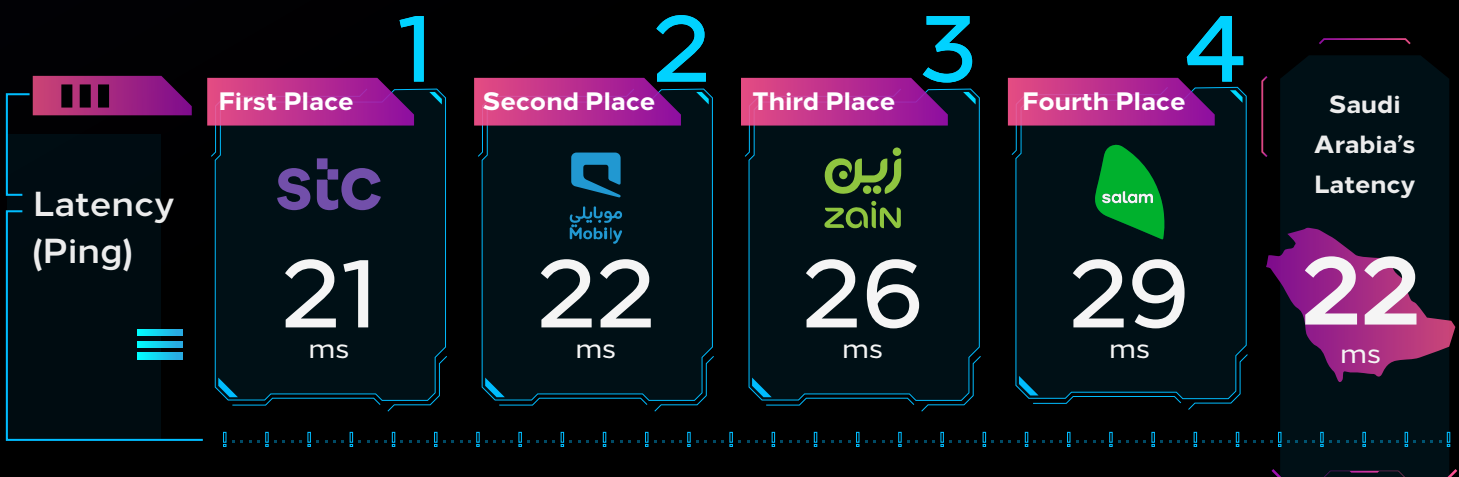 Latency
(Ping)
1
First Place
stc
21
ms
2
Second Place
موبايلي
Mobily
22
ms
3
Third Place
زين
zain
26
ms
4
Fourth Place
salam
29
ms
Saudi
Arabia's
Latency
22
ms